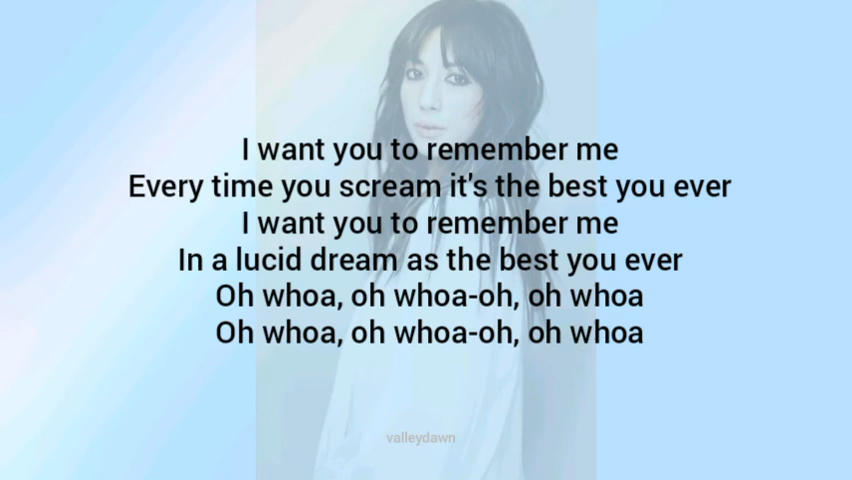 I want you to remember me
Every time you scream it's the best you ever
I want you to remember me
In a lucid dream as the best you ever
Oh whoa, oh whoa-oh, oh whoa
Oh whoa, oh whoa-oh, oh whoa
valleydawn